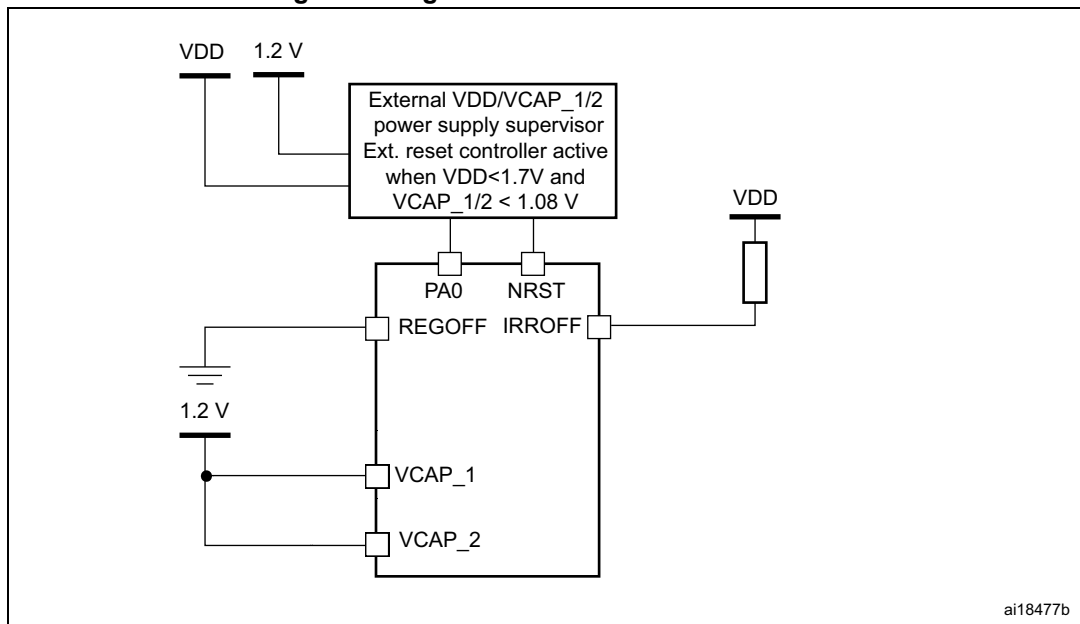 VDD
1.2 V
External VDD/VCAP_1/2
power supply supervisor
Ext. reset controller active
when VDD<1.7V and
VCAP_1/2 < 1.08 V
VDD
PA0
NRST
REGOFF
IRROFF
1.2 V
VCAP_1
VCAP_2
ai18477b